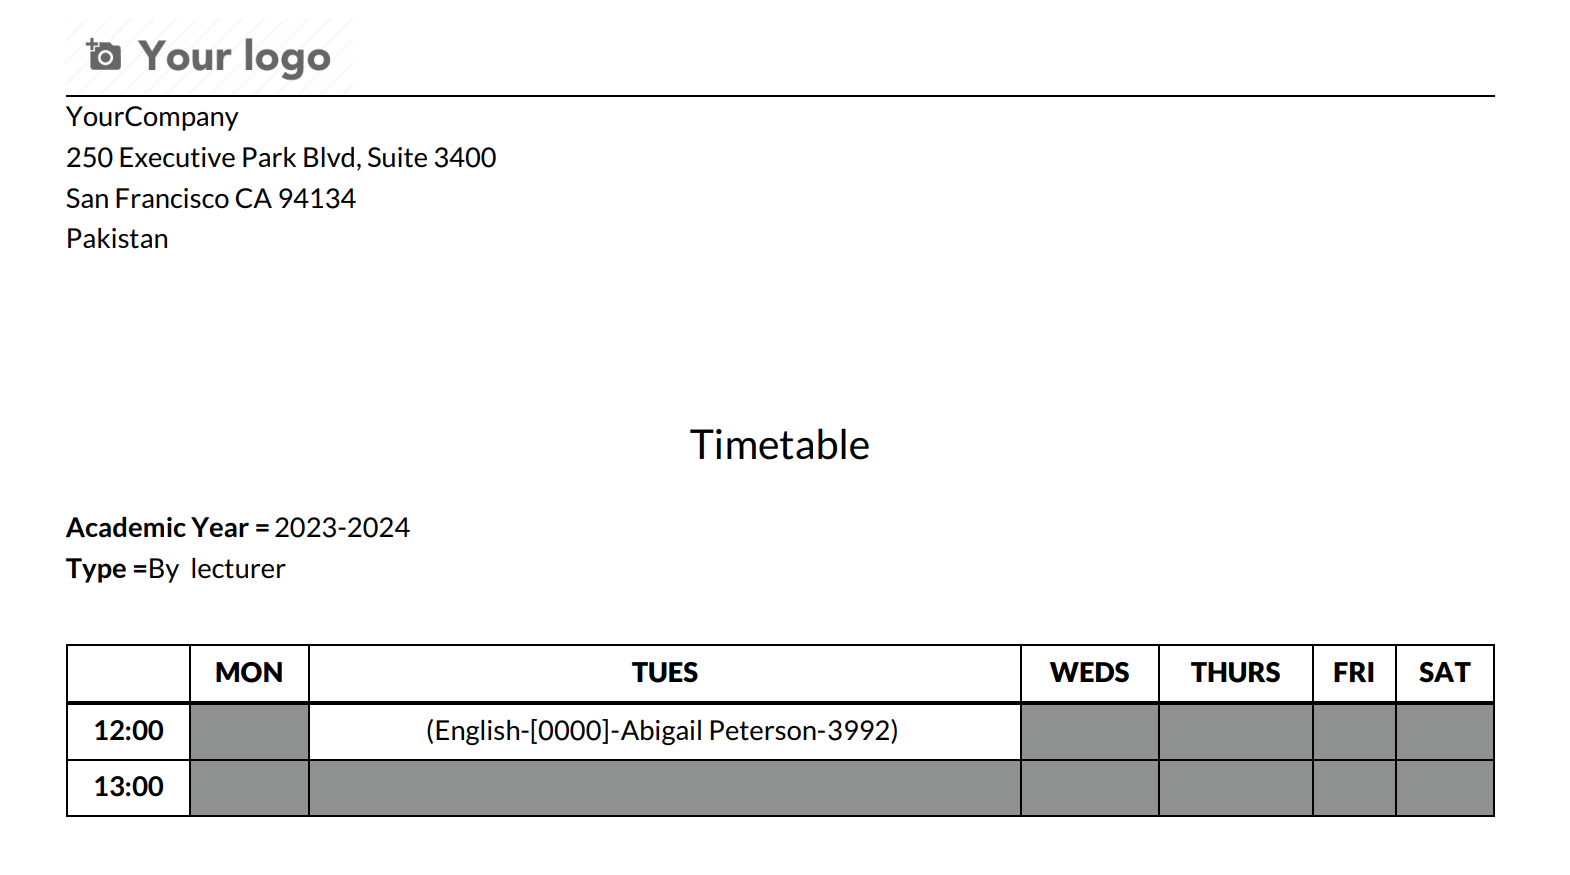 Your logo
YourCompany
250 Executive Park Blvd, Suite 3400
San Francisco CA 94134
Pakistan
Timetable
Academic Year = 2023-2024
Type =By lecturer
MON TUES WEDS THURS FRI SAT
12:00 (English-[0000]-Abigail Peterson-3992)
13:00